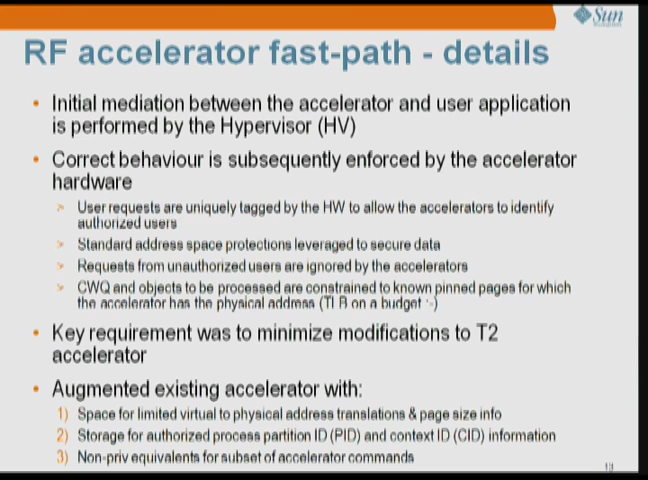 Sun
RF accelerator fast-path - details
• Initial mediation between the accelerator and user application
is performed by the Hypervisor (HV)
• Correct behaviour is subsequently enforced by the accelerator
hardware
> User requests are uniquely tagged by the HW to allow the accelerators to identify
authorized users
> Standard address space protections leveraged to secure data
> Requests from unauthorized users are ignored by the accelerators
> CWQ and objects to be processed are constrained to known pinned pages for which
the accelerator has the physical address (TLB on a budget :-)
• Key requirement was to minimize modifications to T2
accelerator
• Augmented existing accelerator with:
1) Space for limited virtual to physical address translations & page size info
2) Storage for authorized process partition ID (PID) and context ID (CID) information
3) Non-priv equivalents for subset of accelerator commands
13